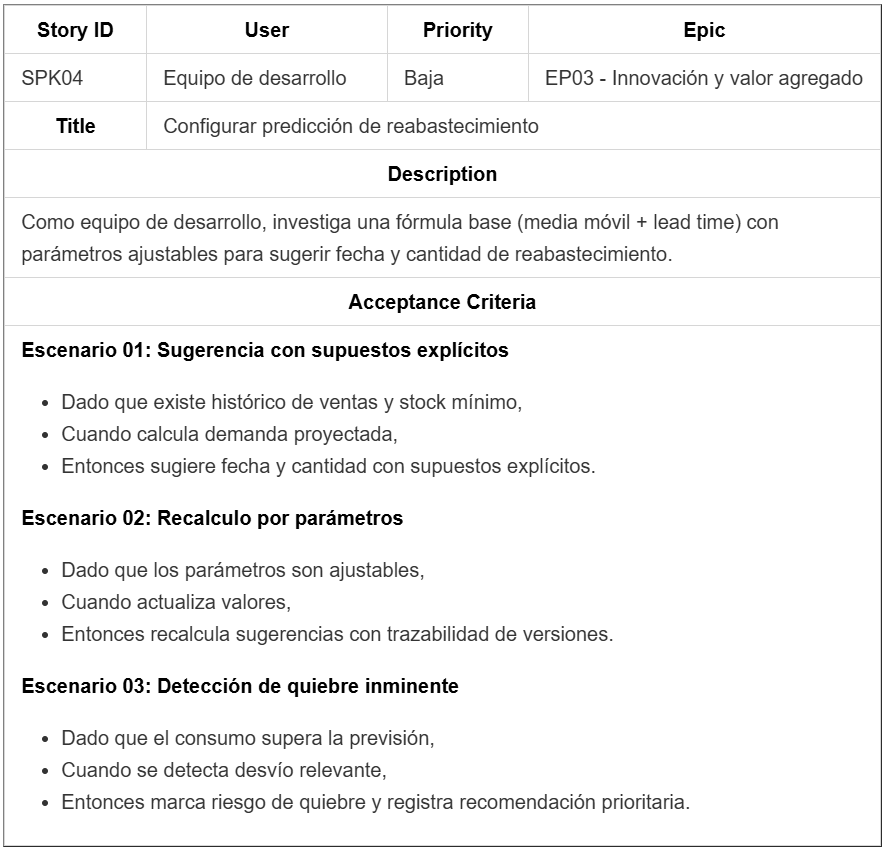 Story ID User Priority Epic
SPK04 Equipo de desarrollo Baja EP03 - Innovación y valor agregado
Title Configurar predicción de reabastecimiento
Description
Como equipo de desarrollo, investiga una fórmula base (media móvil + lead time) con
parámetros ajustables para sugerir fecha y cantidad de reabastecimiento.
Acceptance Criteria
Escenario 01: Sugerencia con supuestos explícitos
• Dado que existe histórico de ventas y stock mínimo,
• Cuando calcula demanda proyectada,
• Entonces sugiere fecha y cantidad con supuestos explícitos.
Escenario 02: Recalculo por parámetros
• Dado que los parámetros son ajustables,
• Cuando actualiza valores,
• Entonces recalcula sugerencias con trazabilidad de versiones.
Escenario 03: Detección de quiebre inminente
• Dado que el consumo supera la previsión,
• Cuando se detecta desvío relevante,
• Entonces marca riesgo de quiebre y registra recomendación prioritaria.